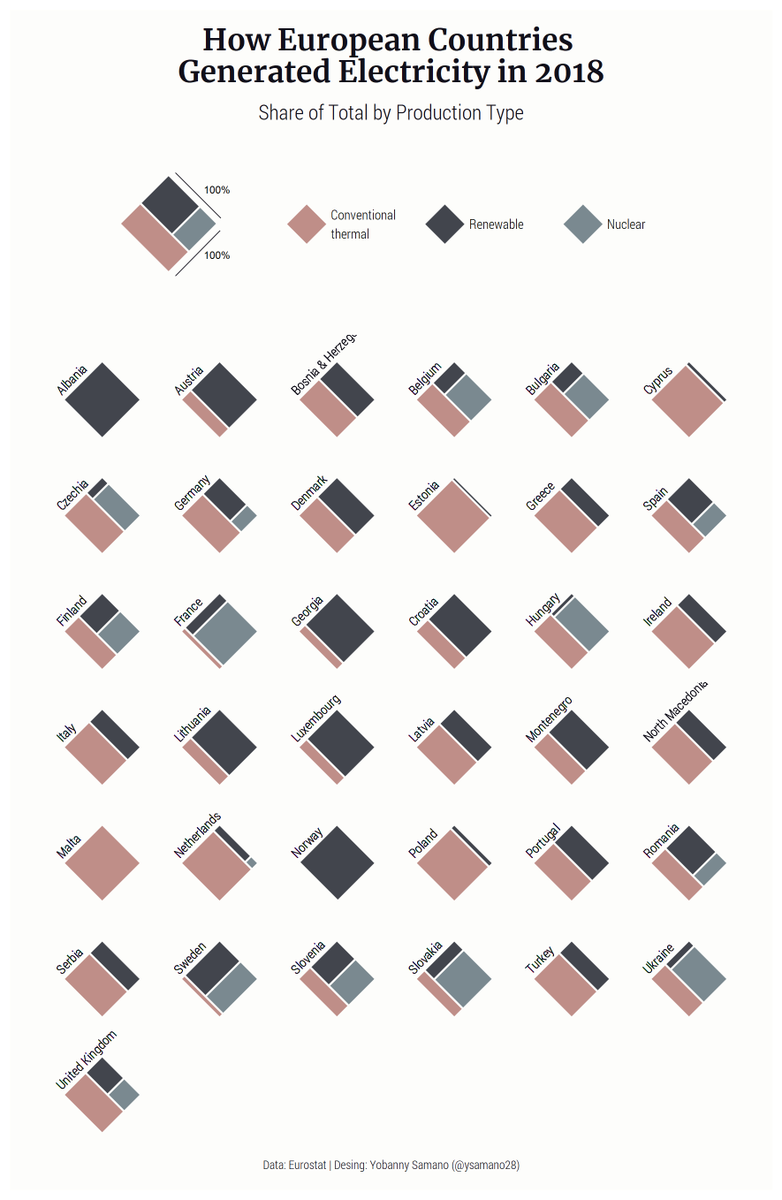 How European Countries
Generated Electricity in 2018
Share of Total by Production Type
100%
100%
Conventional
thermal
Renewable
Nuclear
Albania
Austria
Bosnia & Herzeg-
Belgium
Bulgaria
Cyprus
Czechia
Germany
Denmark
Estonia
Greece
Spain
Finland
France
Georgia
Croatia
Hungary
Ireland
Italy
Lithuania
Luxembourg
Latvia
Montenegro
North Macedonia
Malta
Netherlands
Norway
Poland
Portugal
Romania
Serbia
Sweden
Slovenia
Slovakia
Turkey
Ukraine
United Kingdom
Data: Eurostat | Desing: Yobanny Samano (@ysamano28)